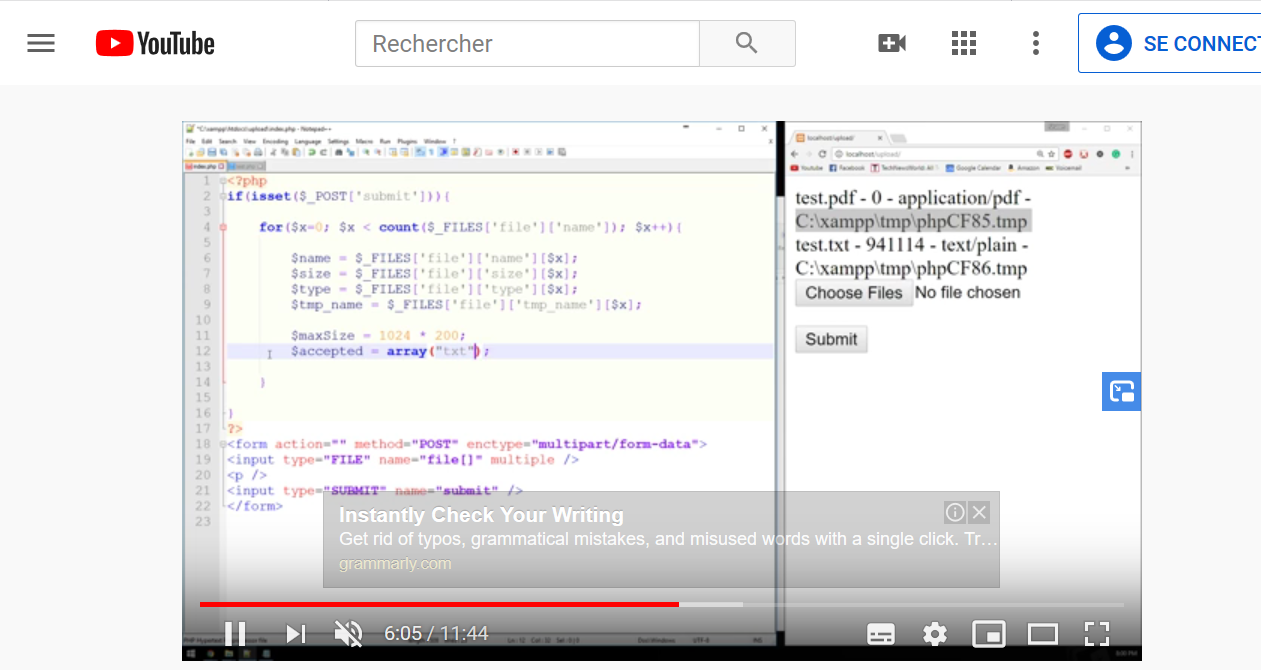 YouTube
Rechercher
SE CONNECT
*C:\xampp\htdocs\upload\index.php - Notepad++
File Edit Search View Encoding Language Settings Macro Run Plugins Window ?
index.php
1 <?php
2 if(isset($_POST['submit'])){
3
4 for($x=0; $x < count($_FILES['file']['name']); $x++){
5
6 $name = $_FILES['file']['name'][$x];
7 $size = $_FILES['file']['size'][$x];
8 $type = $_FILES['file']['type'][$x];
9 $tmp_name = $_FILES['file']['tmp_name'][$x];
10
11 $maxSize = 1024 * 200;
12 $accepted = array("txt");
13
14 }
15
16 }
17 ?>
18 <form action="" method="POST" enctype="multipart/form-data">
19 <input type="FILE" name="file[]" multiple />
20 <p />
21 <input type="SUBMIT" name="submit" />
22 </form>
23
localhost/upload/
localhost/upload/
Youtube Facebook TechNewsWorld: All Google Calendar Amazon Voicemail
test.pdf - 0 - application/pdf -
C:\xampp\tmp\phpCF85.tmp
test.txt - 941114 - text/plain -
C:\xampp\tmp\phpCF86.tmp
Choose Files No file chosen
Submit
Instantly Check Your Writing
Get rid of typos, grammatical mistakes, and misused words with a single click. Tr…
grammarly.com
6:05 / 11:44